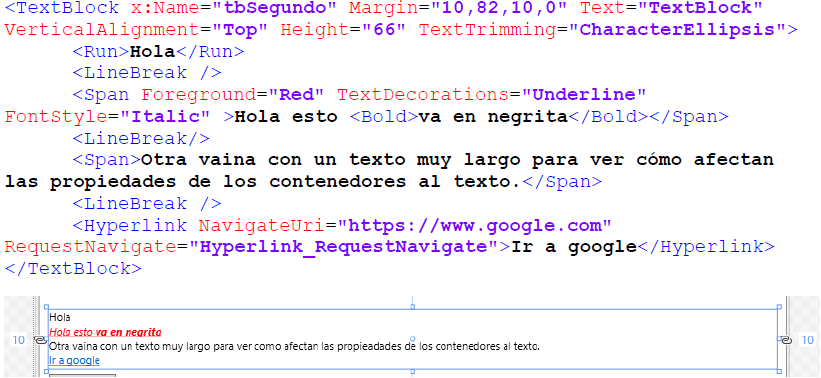 <TextBlock x:Name="tbSegundo" Margin="10,82,10,0" Text="TextBlock"
VerticalAlignment="Top" Height="66" TextTrimming="CharacterEllipsis">
<Run>Hola</Run>
<LineBreak />
<Span Foreground="Red" TextDecorations="Underline"
FontStyle="Italic" >Hola esto <Bold>va en negrita</Bold></Span>
<LineBreak/>
<Span>Otra vaina con un texto muy largo para ver cómo afectan
las propiedades de los contenedores al texto.</Span>
<LineBreak />
<Hyperlink NavigateUri="https://www.google.com"
RequestNavigate="Hyperlink_RequestNavigate">Ir a google</Hyperlink>
</TextBlock>
Hola
Hola esto va en negrita
10
Otra vaina con un texto muy largo para ver como afectan las propieadades de los contenedores al texto.
10
Ir a google